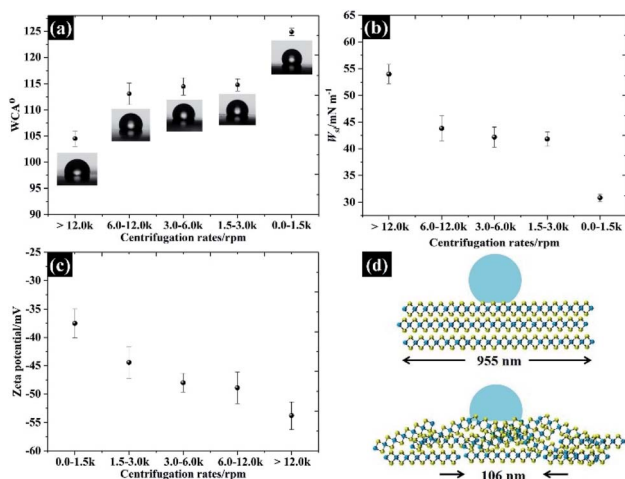 (a)
WCA°
125
120
115
110
105
100
95
90
> 12.0k 6.0-12.0k 3.0-6.0k 1.5-3.0k 0.0-1.5k
Centrifugation rates/rpm
(b)
Wsl/mN m-1
65
60
55
50
45
40
35
30
> 12.0k 6.0-12.0k 3.0-6.0k 1.5-3.0k 0.0-1.5k
Centrifugation rates/rpm
(c)
Zeta potential/mV
-25
-30
-35
-40
-45
-50
-55
-60
0.0-1.5k 1.5-3.0k 3.0-6.0k 6.0-12.0k > 12.0k
Centrifugation rates/rpm
(d)
955 nm
106 nm